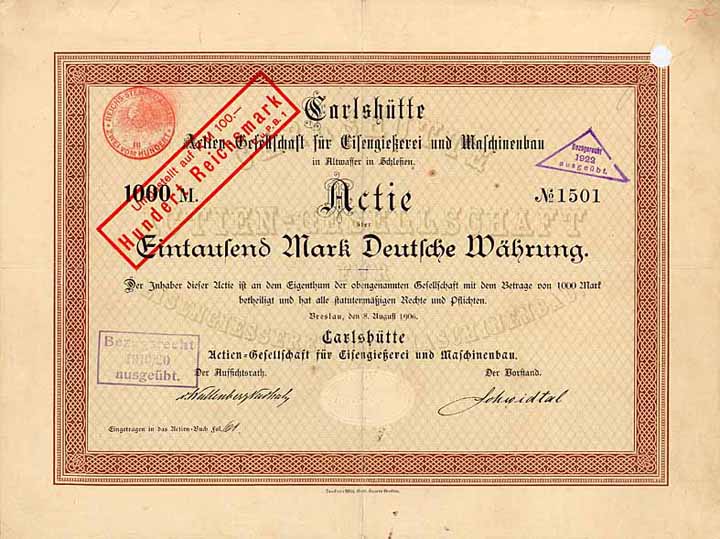 Carlshütte
Actien-Gesellschaft für Eisengießerei und Maschinenbau
in Altwasser in Schlesien.
Umgestellt auf RM 100.—
Hundert Reichsmark
Bezugsrecht
1922
ausgeübt.
1000 M.
Actie
№ 1501
über
Eintausend Mark Deutsche Währung.
Der Inhaber dieser Actie ist an dem Eigenthum der obengenannten Gesellschaft mit dem Betrage von 1000 Mark
betheiligt und hat alle statutermäßigen Rechte und Pflichten.
Breslau, den 8. August 1906.
Bezugsrecht
1919/20
ausgeübt.
Carlshütte
Actien-Gesellschaft für Eisengießerei und Maschinenbau.
Der Aufsichtsrath.
Der Vorstand.
Schwidtal
Eingetragen in das Actien-Buch Fol. 161